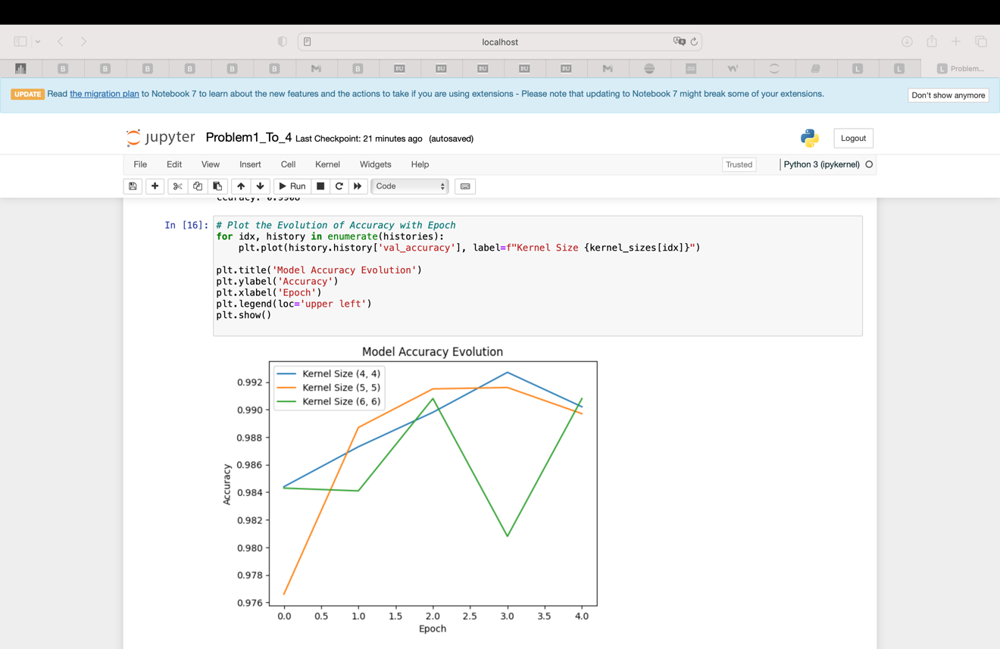 localhost
B
B
B
B
B
B
B
BU
BU
BU
BU
BU
L
L
L Problem...
UPDATE Read the migration plan to Notebook 7 to learn about the new features and the actions to take if you are using extensions - Please note that updating to Notebook 7 might break some of your extensions.
Don't show anymore
jupyter Problem1_To_4 Last Checkpoint: 21 minutes ago (autosaved)
Logout
File Edit View Insert Cell Kernel Widgets Help
Trusted
Python 3 (ipykernel)
Run
Code
In [16]:
# Plot the Evolution of Accuracy with Epoch
for idx, history in enumerate(histories):
    plt.plot(history.history['val_accuracy'], label=f"Kernel Size {kernel_sizes[idx]}")
plt.title('Model Accuracy Evolution')
plt.ylabel('Accuracy')
plt.xlabel('Epoch')
plt.legend(loc='upper left')
plt.show()
Model Accuracy Evolution
Kernel Size (4, 4)
Kernel Size (5, 5)
Kernel Size (6, 6)
0.992
0.990
0.988
0.986
0.984
0.982
0.980
0.978
0.976
Accuracy
0.0 0.5 1.0 1.5 2.0 2.5 3.0 3.5 4.0
Epoch